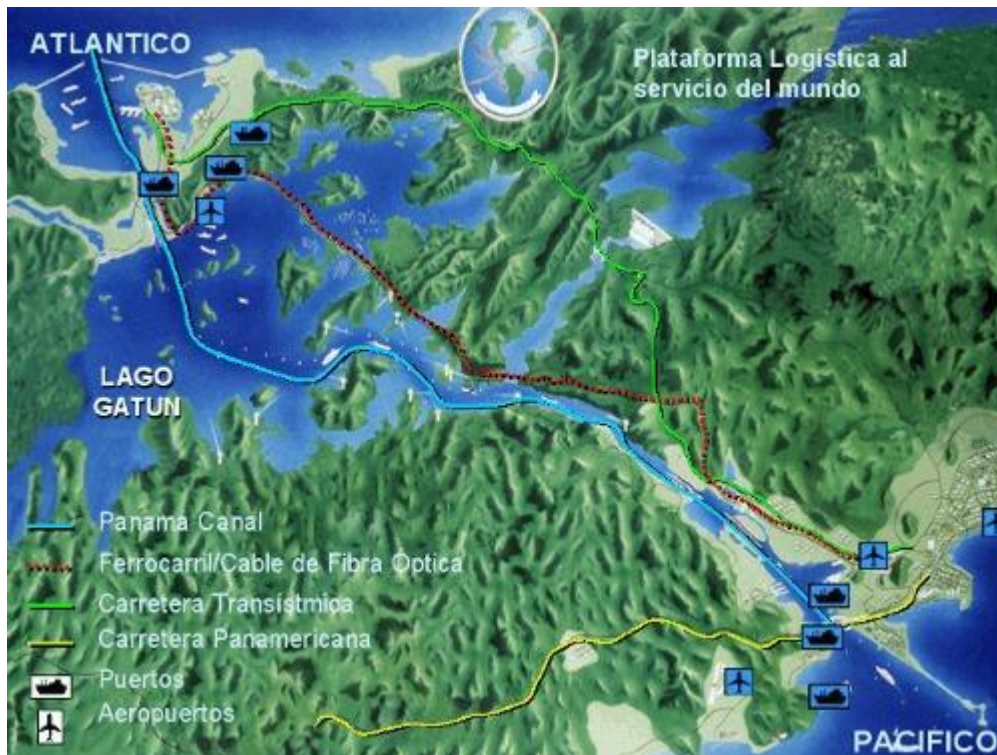 ATLANTICO
Plataforma Logistica al
servicio del mundo
LAGO
GATUN
Panama Canal
Ferrocarril/Cable de Fibra Optica
Carretera Transístmica
Carretera Panamericana
Puertos
Aeropuertos
PACIFICO